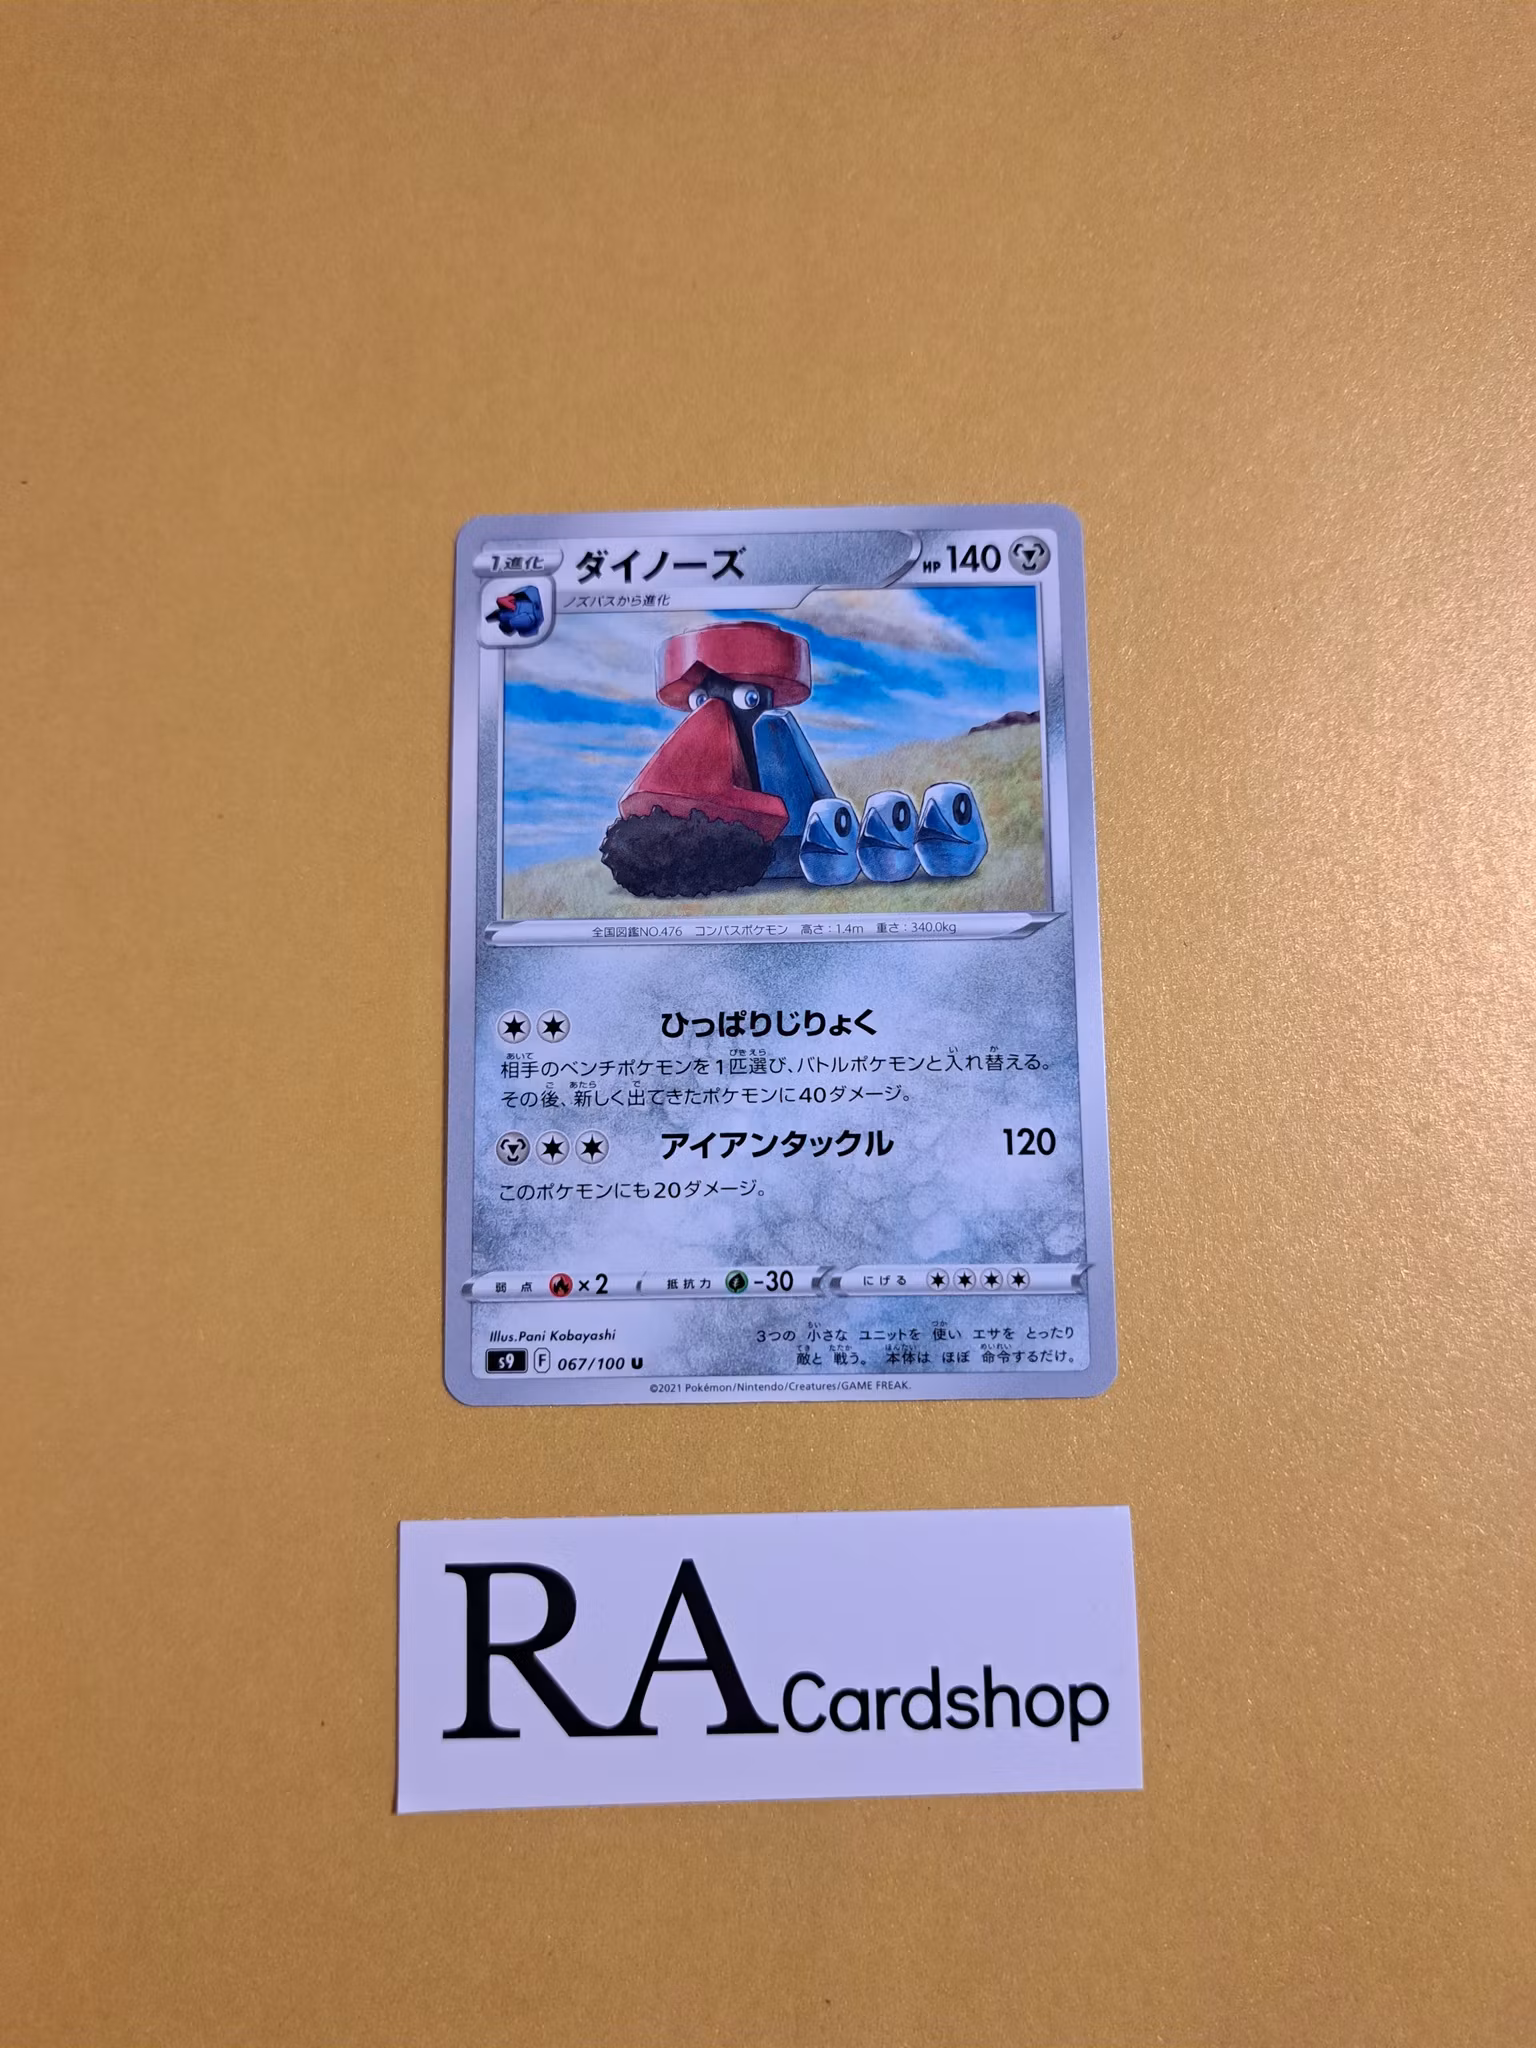 1進化 ダイノーズ HP 140
ノズパスから進化
全国図鑑NO.476 コンパスポケモン 高さ:1.4m 重さ:340.0kg
ひっぱりじりょく
相手のベンチポケモンを1匹選び、バトルポケモンと入れ替える。
その後、新しく出てきたポケモンに40ダメージ。
アイアンタックル 120
このポケモンにも20ダメージ。
弱点 ×2 抵抗力 -30 にげる
Illus.Pani Kobayashi
3つの 小さな ユニットを 使い エサを とったり
敵と 戦う。 本体は ほぼ 命令するだけ。
s9 F 067/100 U
©2021 Pokémon/Nintendo/Creatures/GAME FREAK.
RA Cardshop